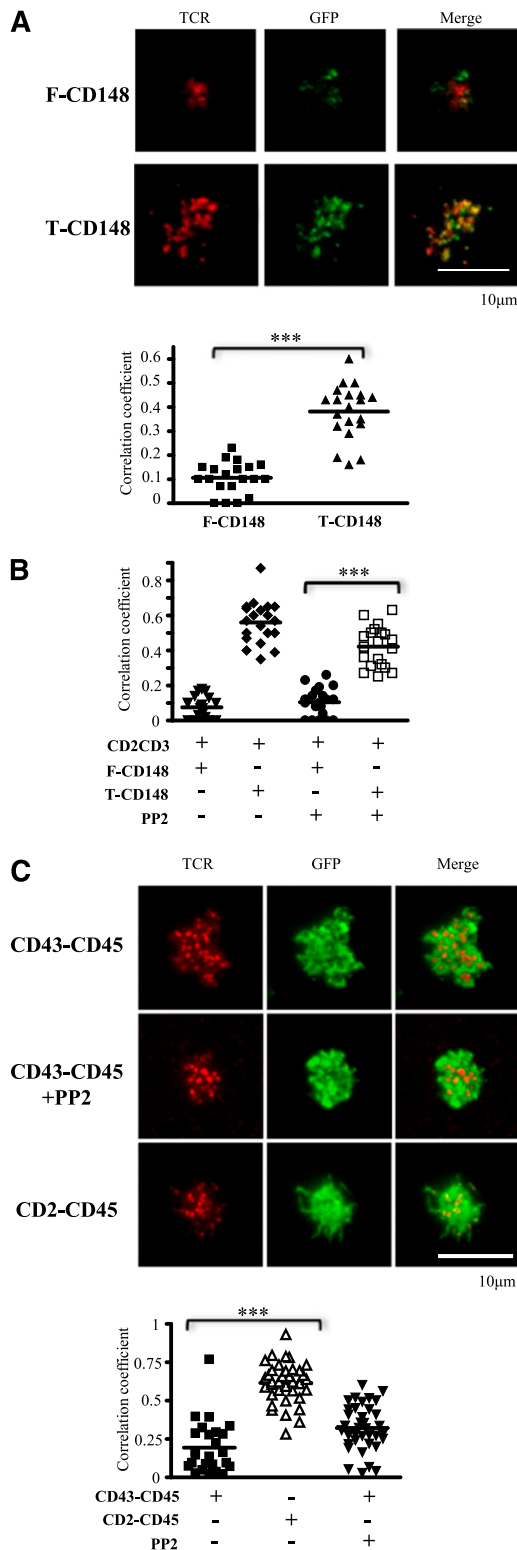 A
TCR GFP Merge
F-CD148
T-CD148
10μm
***
Correlation coefficient
0.6
0.5
0.4
0.3
0.2
0.1
0
F-CD148 T-CD148
B
***
Correlation coefficient
0.8
0.6
0.4
0.2
0
CD2CD3 + + + +
F-CD148 + - + -
T-CD148 - + - +
PP2 - - + +
C
TCR GFP Merge
CD43-CD45
CD43-CD45
+PP2
CD2-CD45
10μm
***
Correlation coefficient
1
0.75
0.5
0.25
0
CD43-CD45 + - +
CD2-CD45 - + -
PP2 - - +